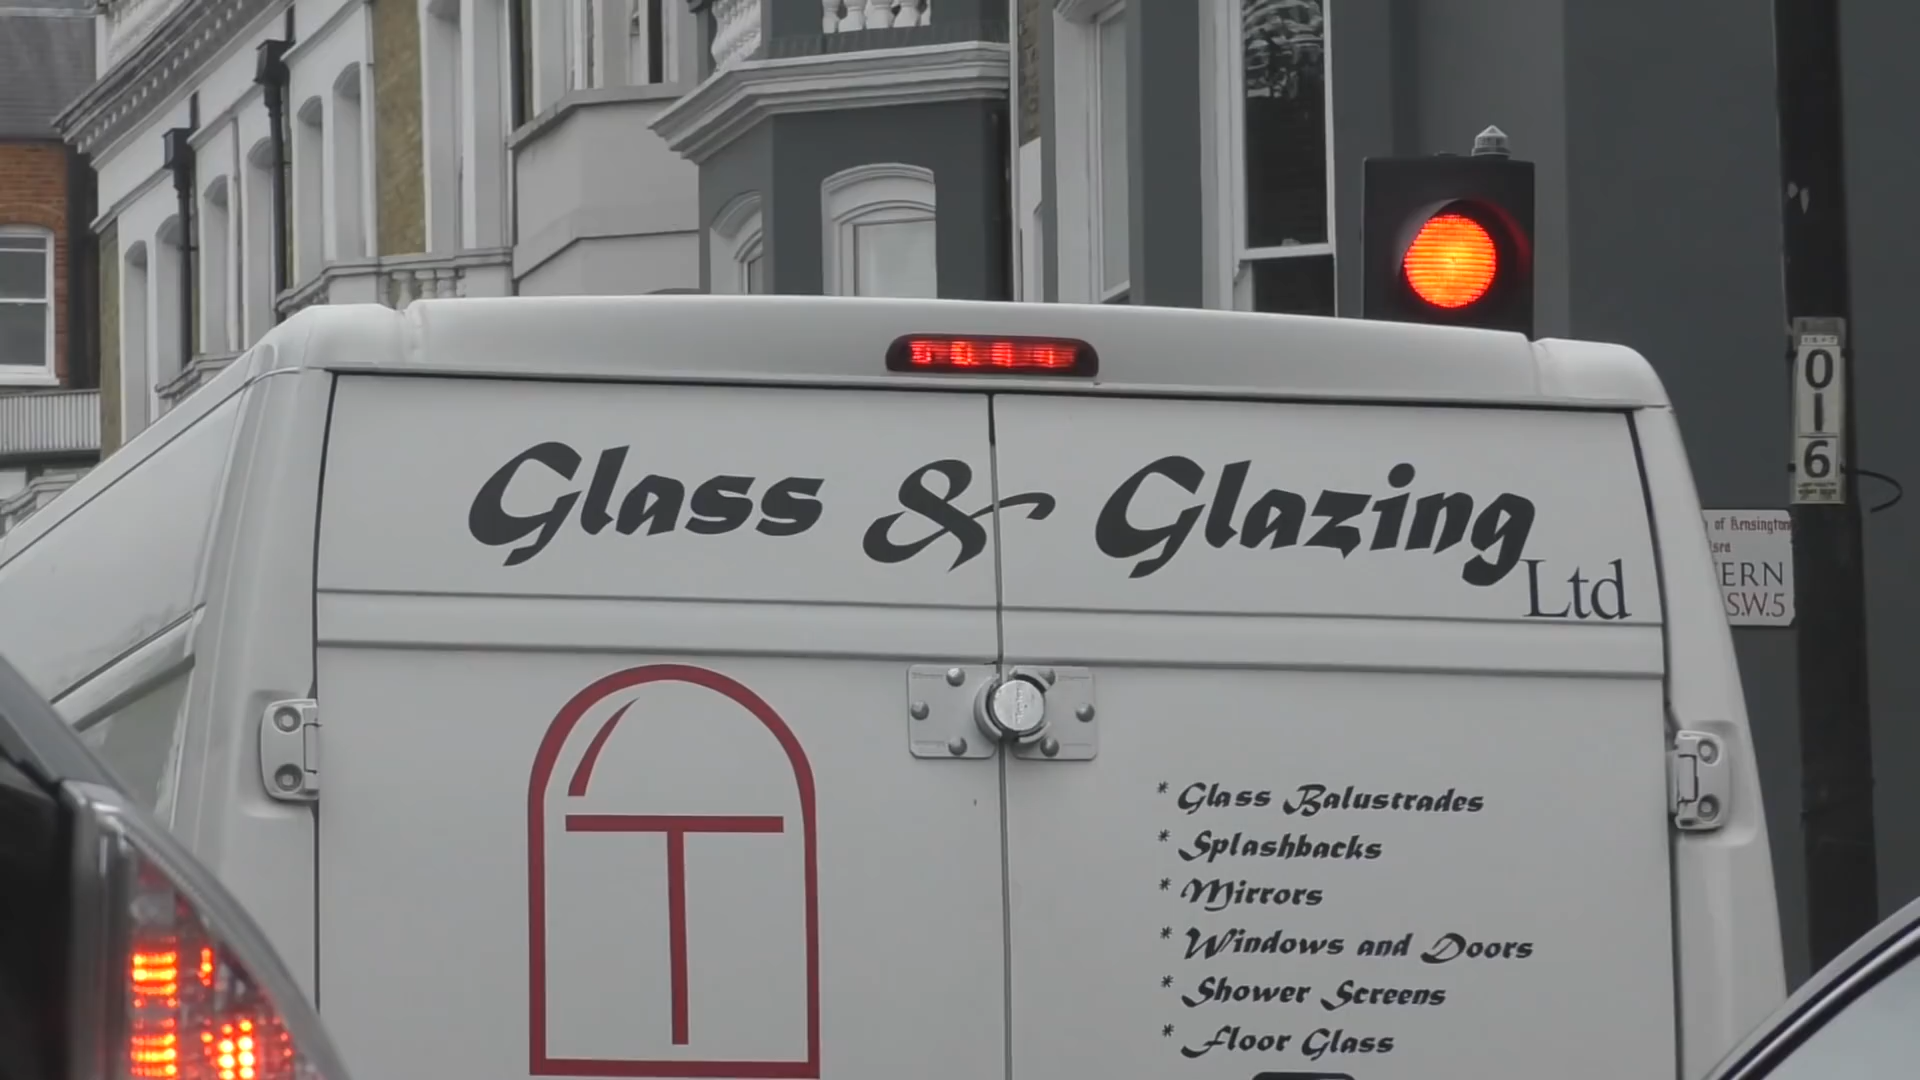 Glass & Glazing
Ltd
T
* Glass Balustrades
* Splashbacks
* Mirrors
* Windows and Doors
* Shower Screens
* Floor Glass
016
of Kensington
ERN
S.W.5